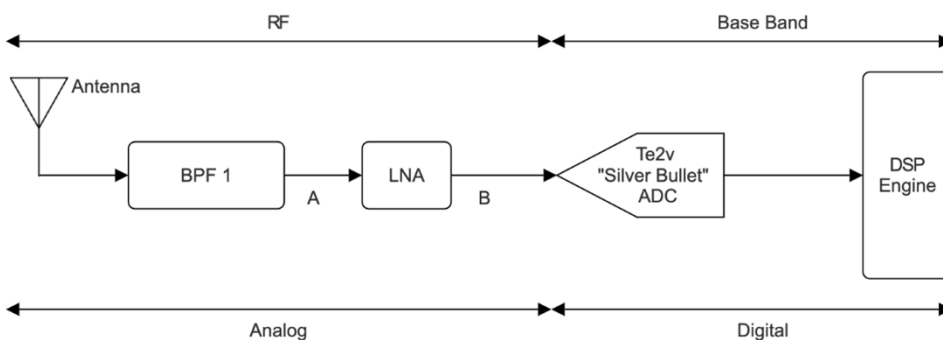 RF
Base Band
Antenna
BPF 1
A
LNA
B
Te2v
"Silver Bullet"
ADC
DSP
Engine
Analog
Digital